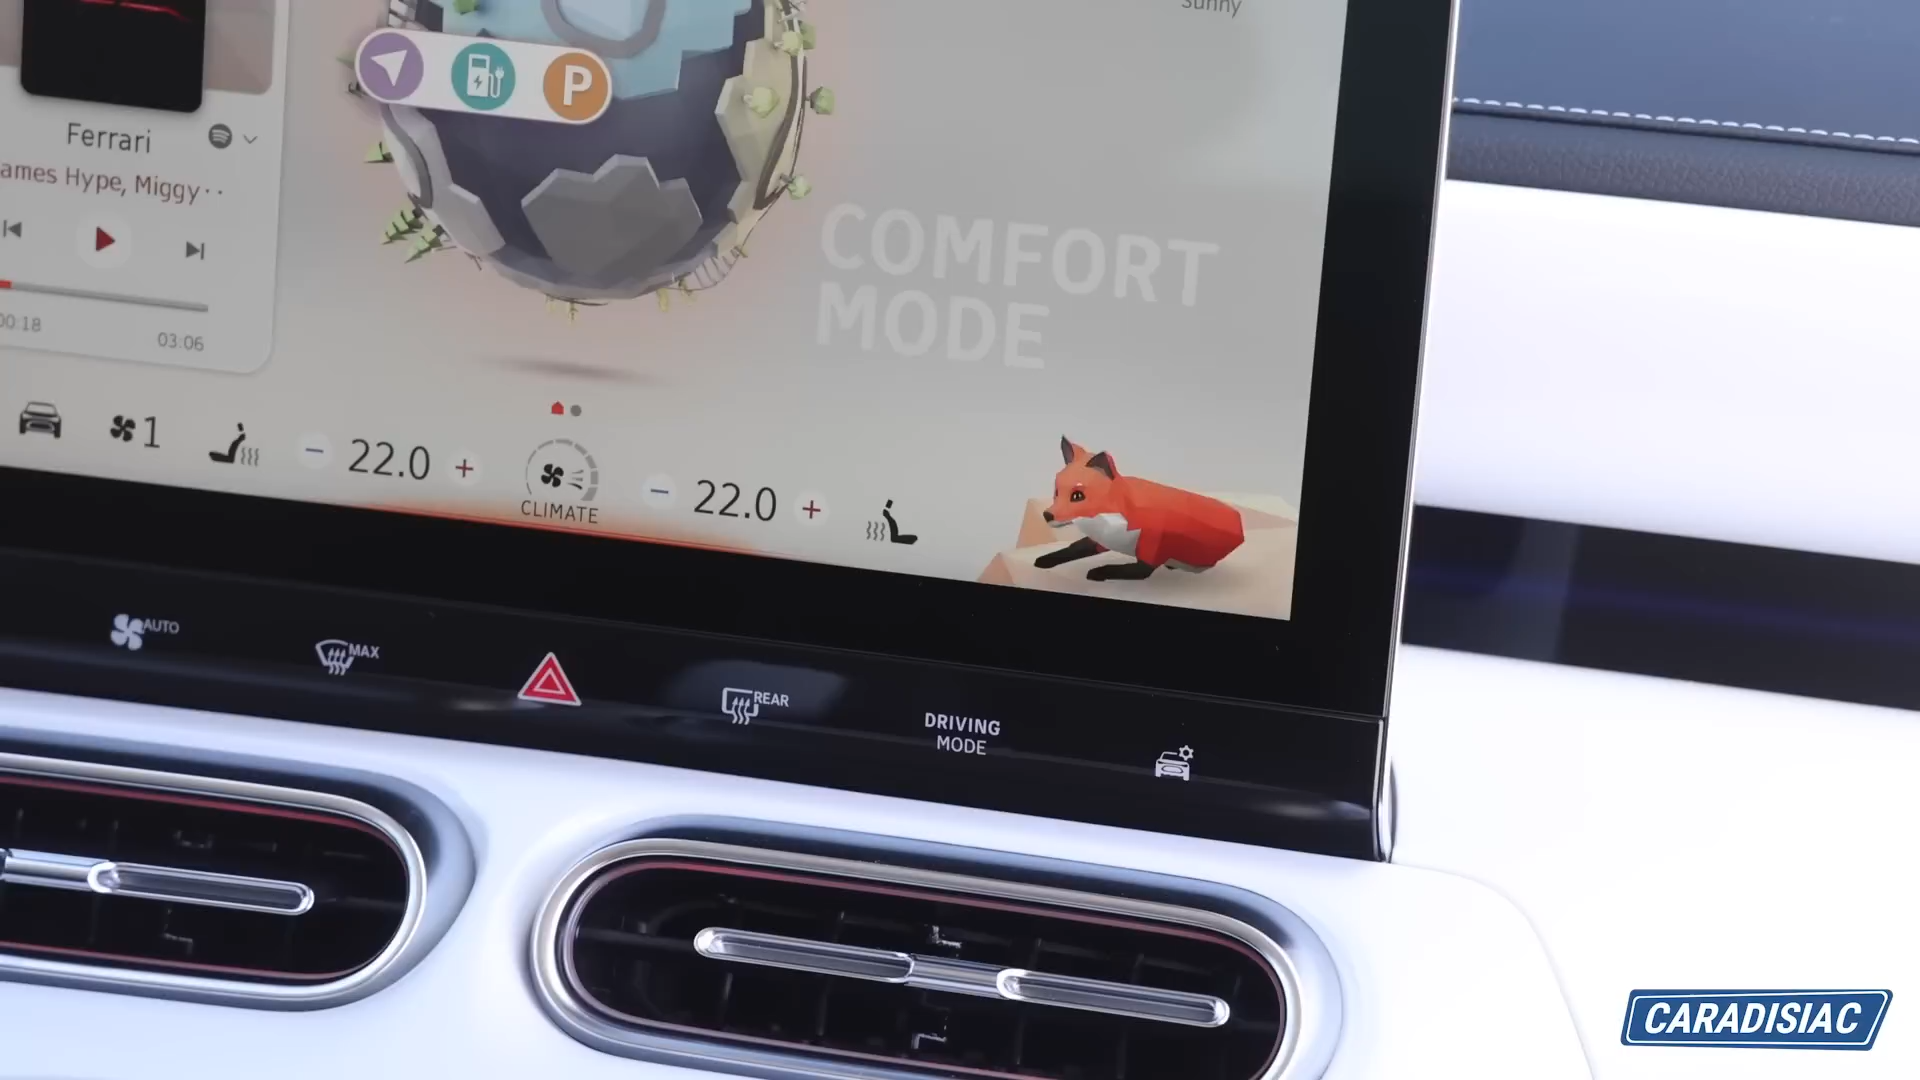 Sunny
P
Ferrari
ames Hype, Miggy··
00:18
03:06
COMFORT
MODE
1
22.0
CLIMATE
22.0
AUTO
MAX
REAR
DRIVING
MODE
CARADISIAC